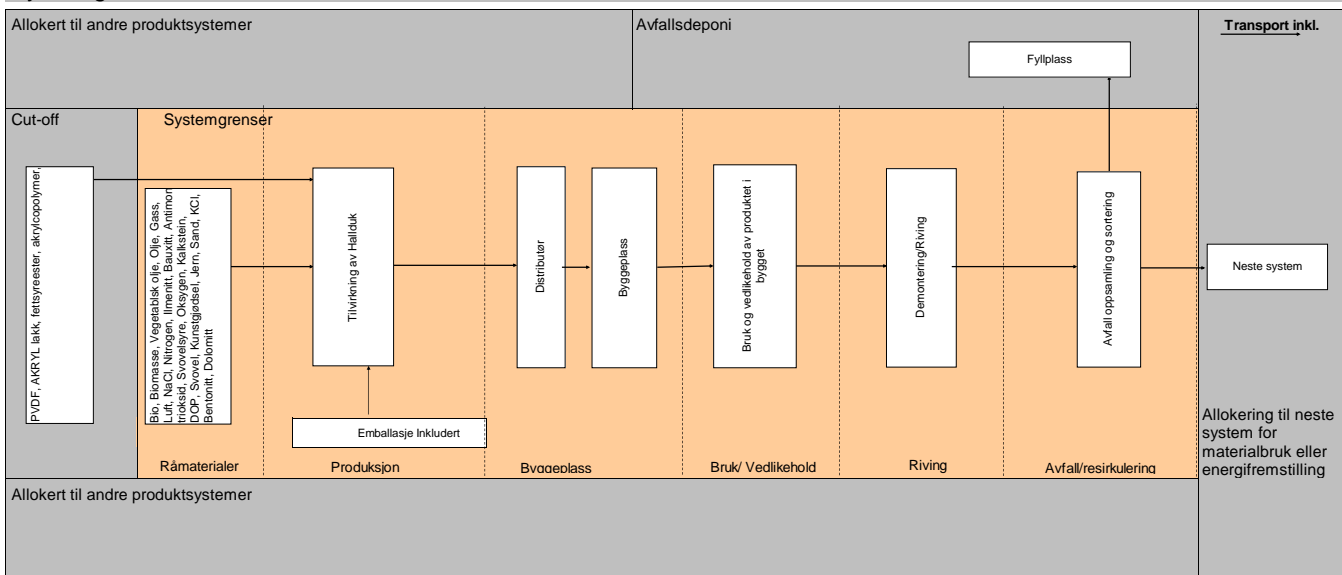 Allokert til andre produktsystemer
Avfallsdeponi
Transport inkl.
Fyllplass
Cut-off
Systemgrenser
PVDF, AKRYL lakk, fettsyreester, akrylcopolymer,
Bio, Biomasse, Vegetablsk olje, Olje, Gass,
Luft, NaCl, Nitrogen, Ilmenitt, Bauxitt, Antimon
trioksid, Svovelsyre, Oksygen, Kalkstein,
DOP, Svovel, Kunstgjødsel, Jern, Sand, KCl,
Bentonitt, Dolomitt
Tilvirkning av Hallduk
Distributør
Byggeplass
Bruk og vedlikehold av produktet i
bygget
Demontering/Riving
Avfall oppsamling og sortering
Neste system
Emballasje Inkludert
Råmaterialer
Produksjon
Byggeplass
Bruk/ Vedlikehold
Riving
Avfall/resirkulering
Allokering til neste
system for
materialbruk eller
energifremstilling
Allokert til andre produktsystemer